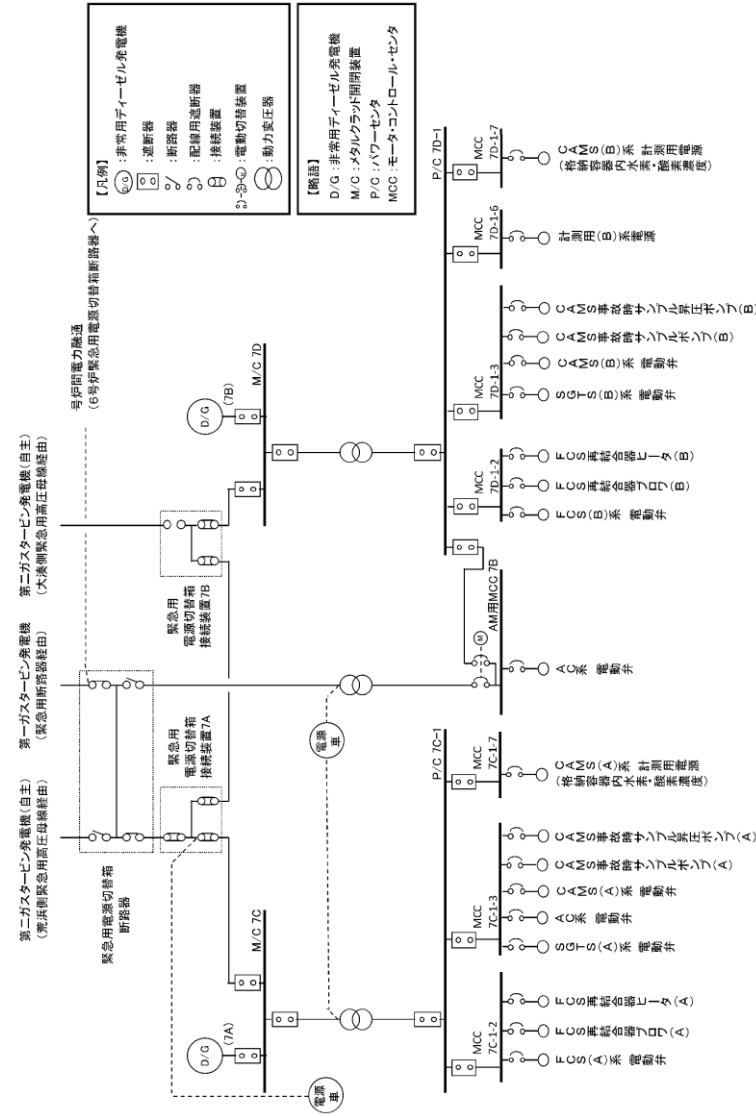 【凡例】
D/G
:非常用ディーゼル発電機
:遮断器
:断路器
:配線用遮断器
:接続装置
:電動切替装置
:動力変圧器
【略語】
D/G :非常用ディーゼル発電機
M/C :メタルクラッド開閉装置
P/C :パワーセンタ
MCC :モータ・コントロール・センタ
第二ガスタービン発電機(自主)
(荒浜側緊急用高圧母線経由)
第一ガスタービン発電機
(緊急用断路器経由)
第二ガスタービン発電機(自主)
(大湊側緊急用高圧母線経由)
号炉間電力融通
(6号炉緊急用電源切替箱断路器へ)
緊急用電源切替箱
断路器
緊急用
電源切替箱
接続装置7A
緊急用
電源切替箱
接続装置7B
D/G
(7A)
M/C 7C
D/G
(7B)
M/C 7D
電源
車
電源
車
P/C 7C-1
P/C 7D-1
MCC
7C-1-2
FCS(A)系 電動弁
FCS再結合器ブロワ(A)
FCS再結合器ヒータ(A)
MCC
7C-1-3
SGTS(A)系 電動弁
AC系 電動弁
CAMS(A)系 電動弁
CAMS事故時サンプルポンプ(A)
CAMS事故時サンプル昇圧ポンプ(A)
MCC
7C-1-7
CAMS(A)系 計測用電源
(格納容器内水素・酸素濃度)
AM用MCC 7B
M
AC系 電動弁
MCC
7D-1-2
FCS(B)系 電動弁
FCS再結合器ブロワ(B)
FCS再結合器ヒータ(B)
MCC
7D-1-3
SGTS(B)系 電動弁
CAMS(B)系 電動弁
CAMS事故時サンプルポンプ(B)
CAMS事故時サンプル昇圧ポンプ(B)
MCC
7D-1-6
計測用(B)系電源
MCC
7D-1-7
CAMS(B)系 計測用電源
(格納容器内水素・酸素濃度)